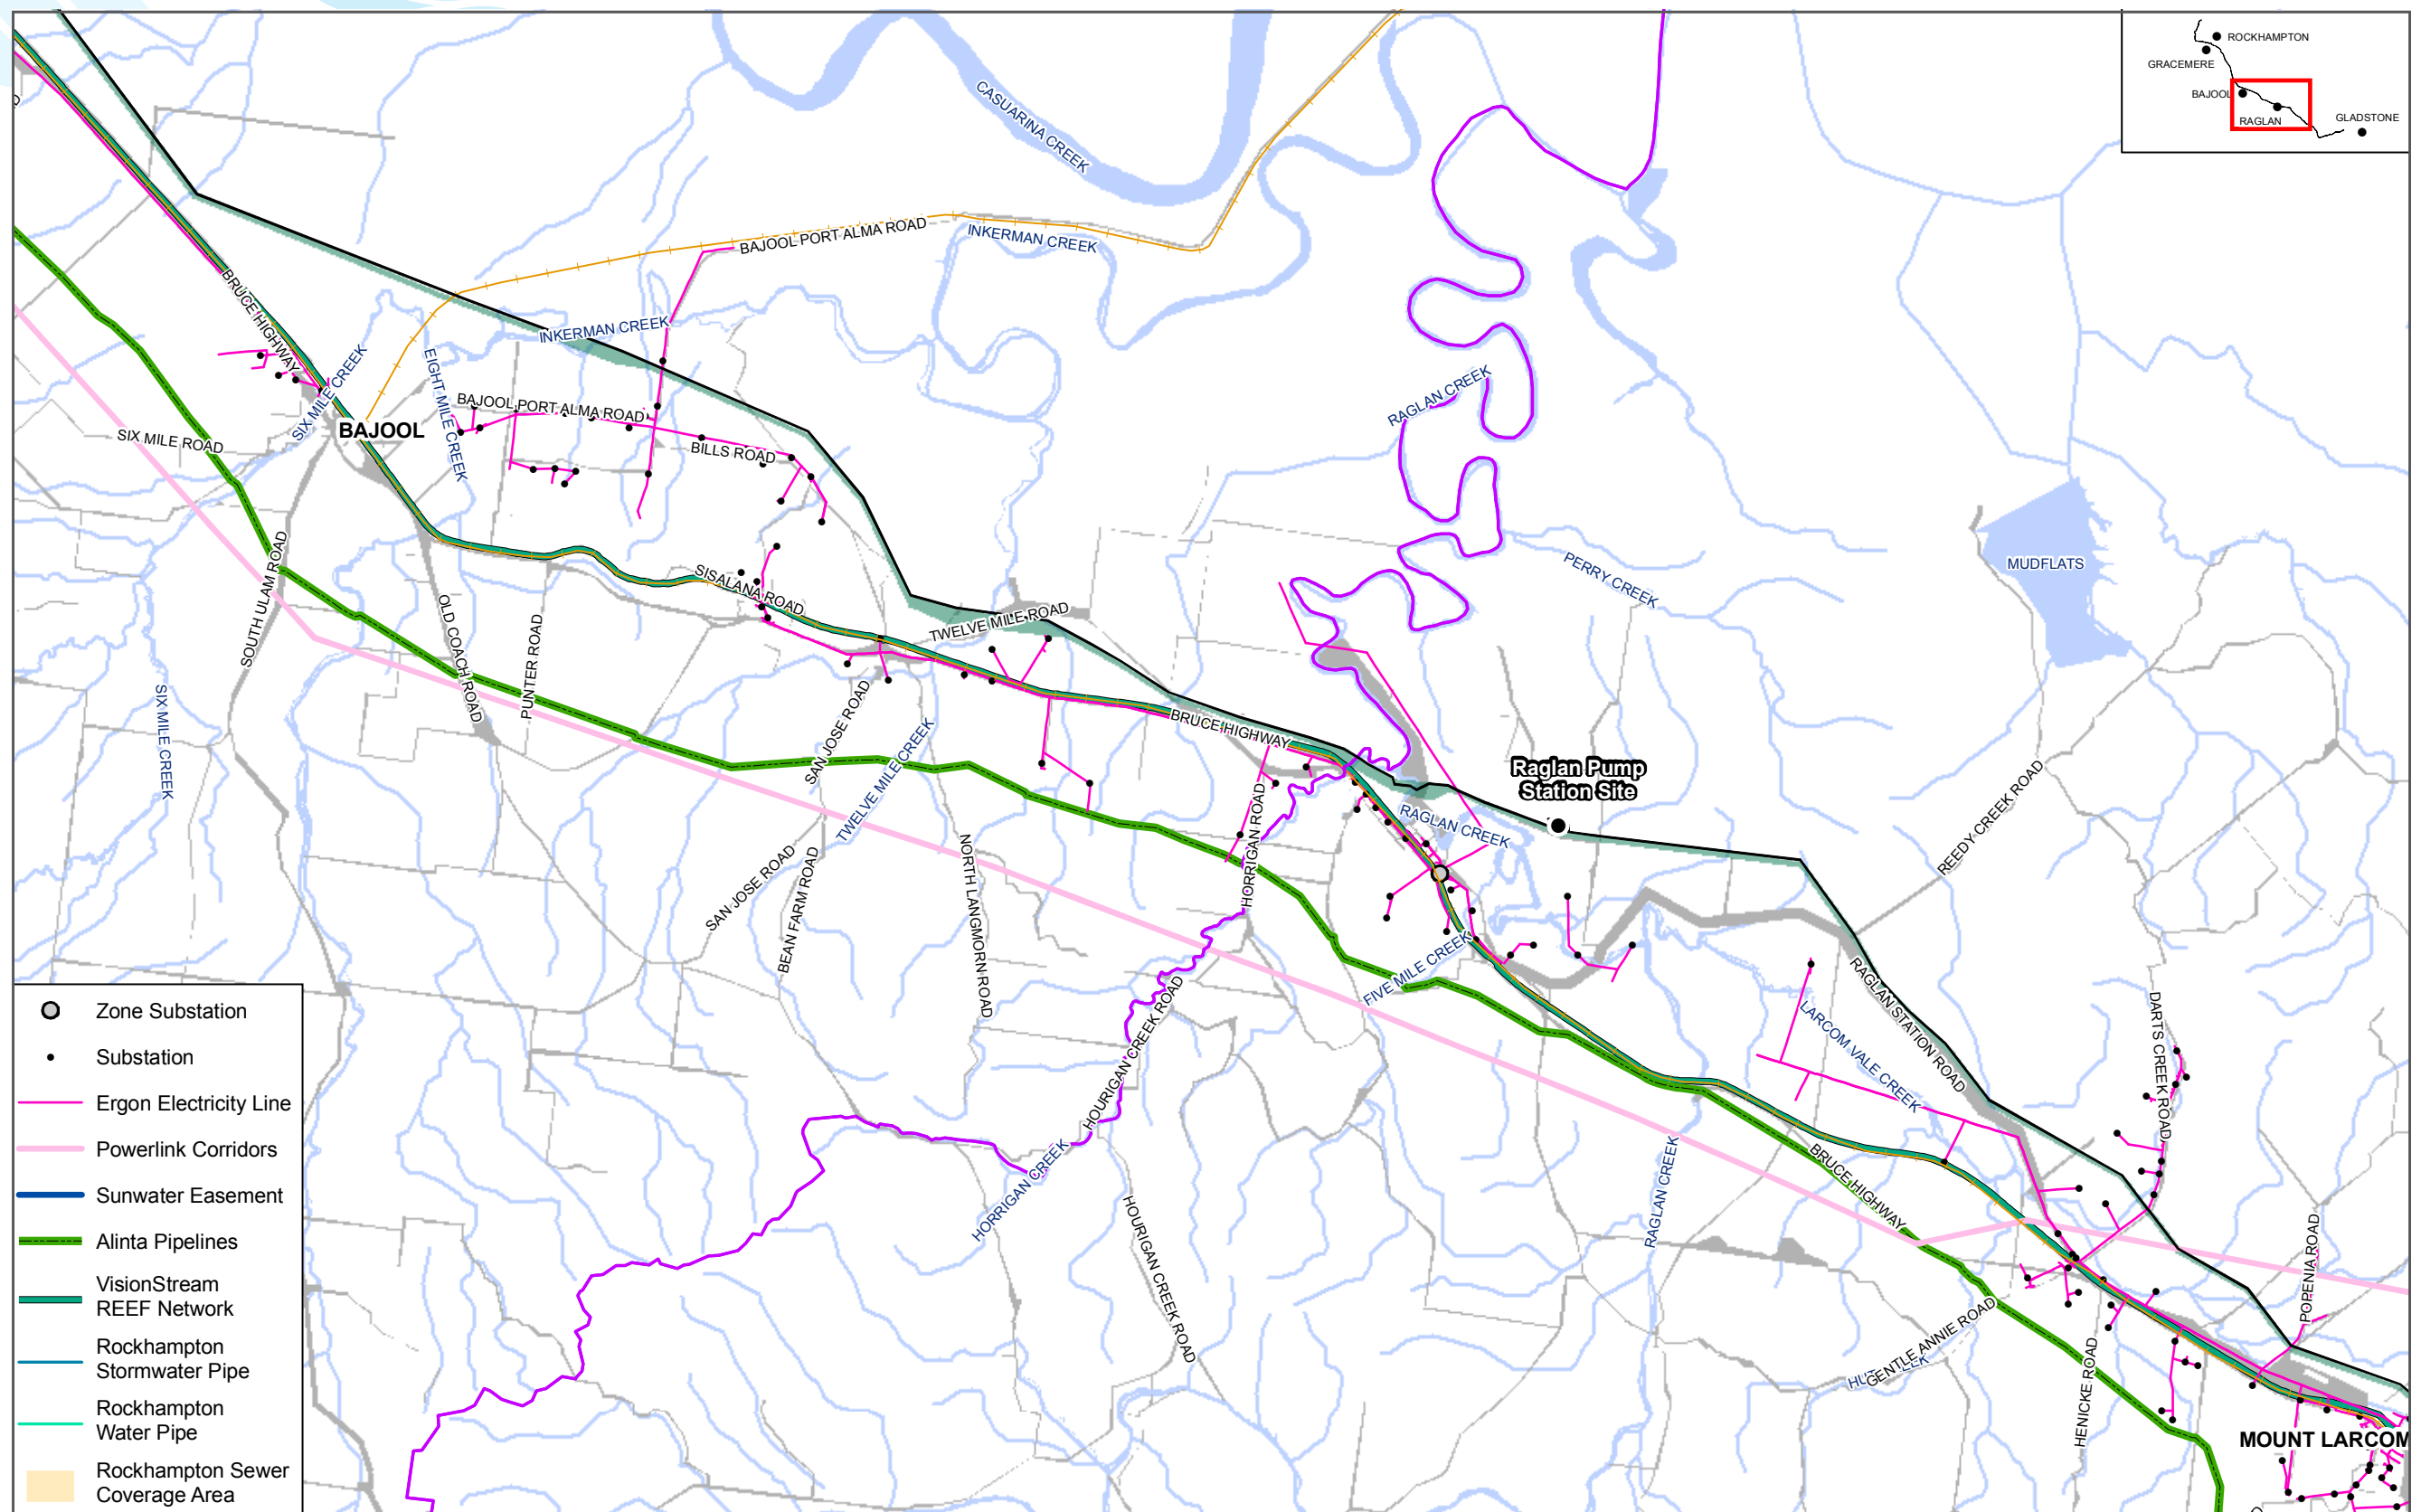 ROCKHAMPTON
GRACEMERE
BAJOOL
RAGLAN
GLADSTONE
CASUARINA CREEK
BAJOOL PORT ALMA ROAD
INKERMAN CREEK
BRUCE HIGHWAY
INKERMAN CREEK
SIX MILE CREEK
EIGHT MILE CREEK
RAGLAN CREEK
BAJOOL PORT ALMA ROAD
BAJOOL
SIX MILE ROAD
BILLS ROAD
SOUTH ULAM ROAD
SISALANA ROAD
PERRY CREEK
MUDFLATS
OLD COACH ROAD
PUNTER ROAD
TWELVE MILE ROAD
SIX MILE CREEK
SAN JOSE ROAD
TWELVE MILE CREEK
BRUCE HIGHWAY
Raglan Pump
Station Site
RAGLAN CREEK
HORRIGAN ROAD
REEDY CREEK ROAD
SAN JOSE ROAD
BEAN FARM ROAD
NORTH LANGMORN ROAD
FIVE MILE CREEK
RAGLAN STATION ROAD
LARCOM VALE CREEK
DARTS CREEK ROAD
HOURIGAN CREEK ROAD
HORRIGAN CREEK
HOURIGAN CREEK ROAD
RAGLAN CREEK
BRUCE HIGHWAY
POPENIA ROAD
GENTLE ANNIE ROAD
HENICKE ROAD
MOUNT LARCOM
Zone Substation
Substation
Ergon Electricity Line
Powerlink Corridors
Sunwater Easement
Alinta Pipelines
VisionStream
REEF Network
Rockhampton
Stormwater Pipe
Rockhampton
Water Pipe
Rockhampton Sewer
Coverage Area